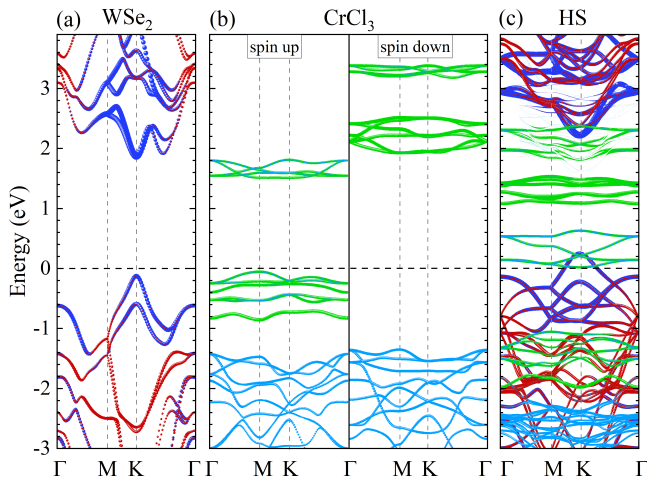 (a) WSe₂ (b) CrCl₃ (c) HS
spin up spin down
3
2
1
0
-1
-2
-3
Energy (eV)
Γ M K Γ Γ M K Γ M K Γ Γ M K Γ